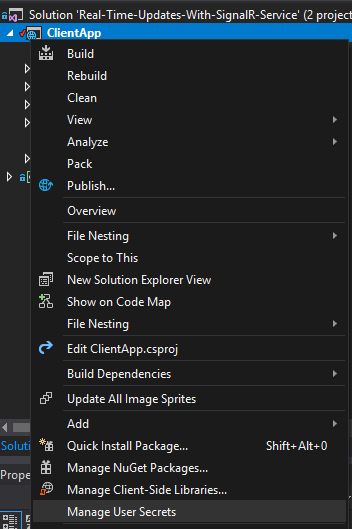 Solution 'Real-Time-Updates-With-SignalR-Service' (2 project
ClientApp
Build
Rebuild
Clean
View
Analyze
Pack
Publish...
Overview
File Nesting
Scope to This
New Solution Explorer View
Show on Code Map
File Nesting
Edit ClientApp.csproj
Build Dependencies
Update All Image Sprites
Add
Solutio
Quick Install Package... Shift+Alt+0
Manage NuGet Packages...
Prope
Manage Client-Side Libraries...
Manage User Secrets